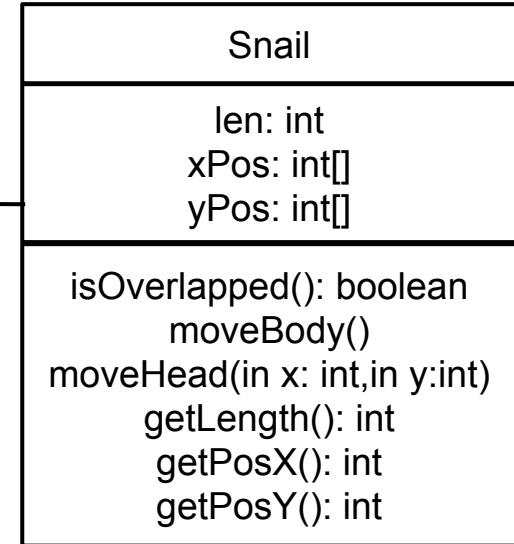 Snail
len: int
xPos: int[]
yPos: int[]
isOverlapped(): boolean
moveBody()
moveHead(in x: int,in y:int)
getLength(): int
getPosX(): int
getPosY(): int